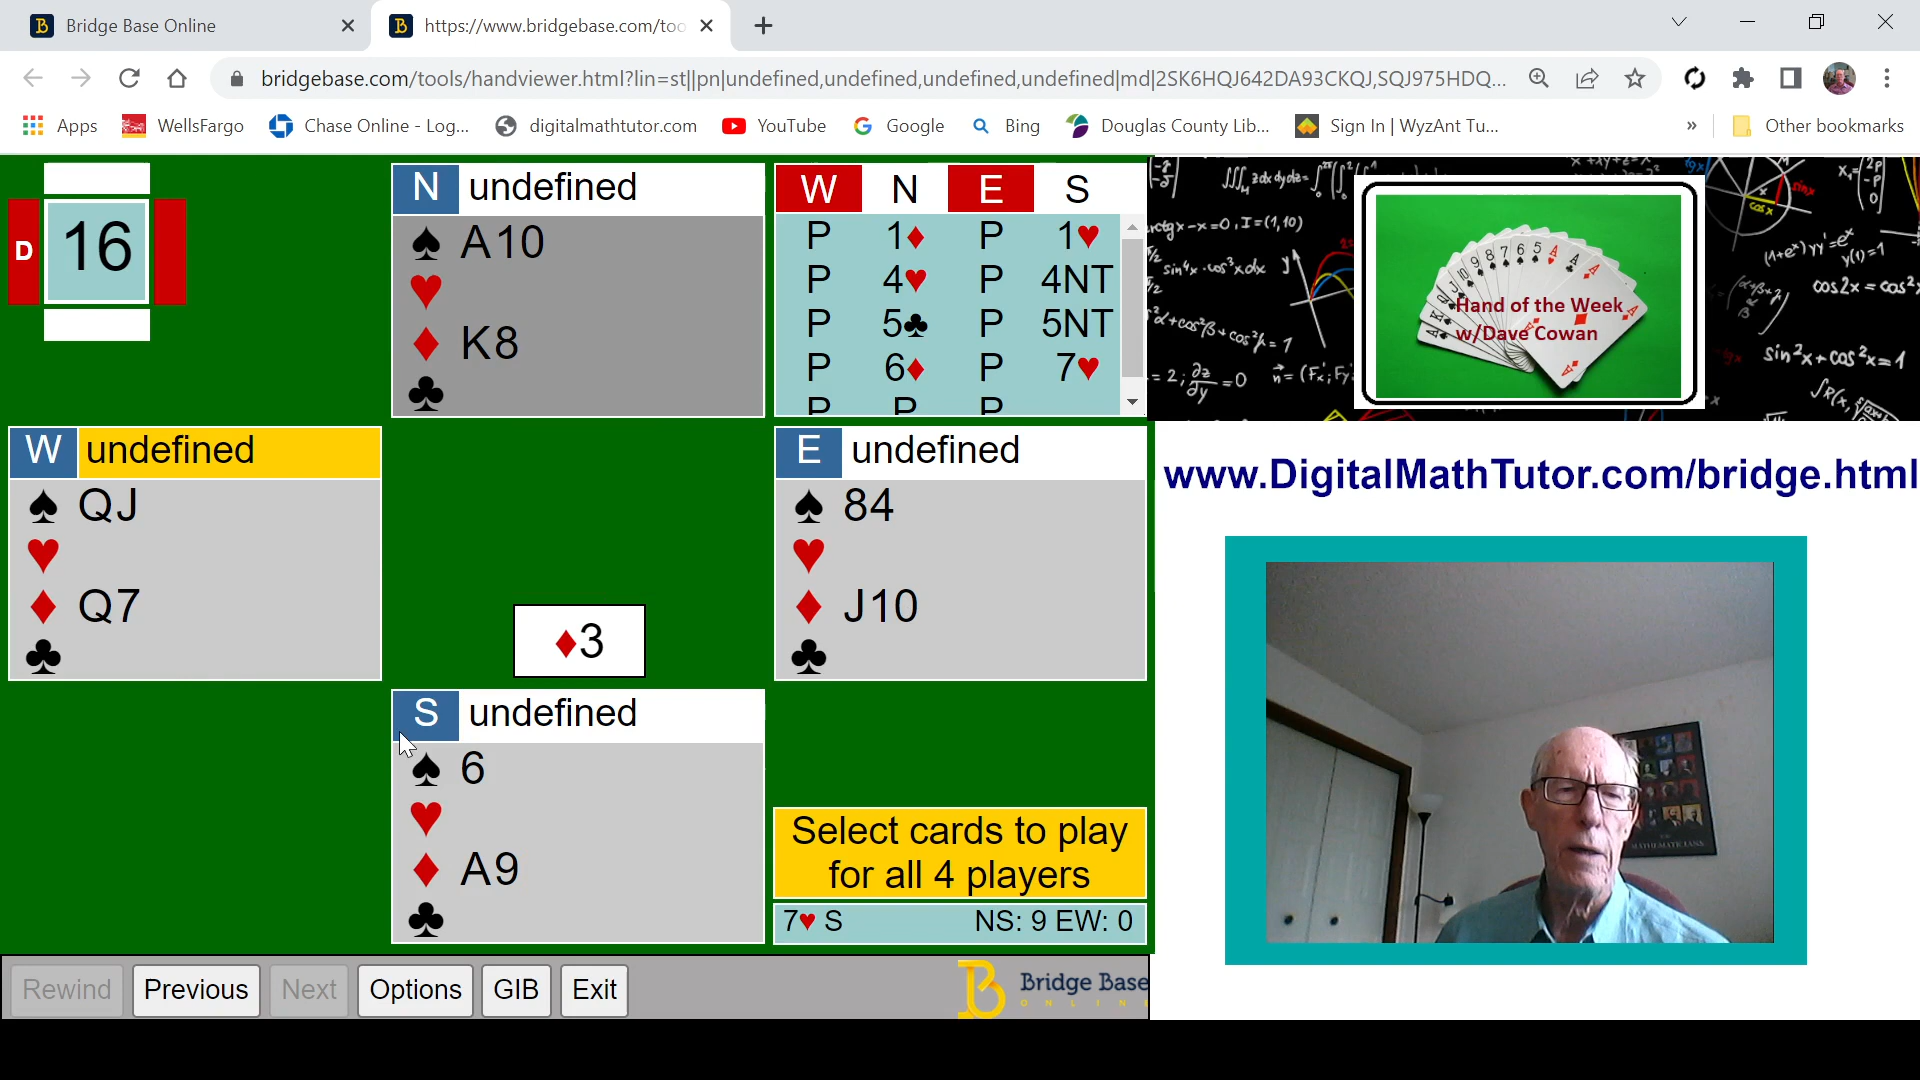 Bridge Base Online
https://www.bridgebase.com/too
bridgebase.com/tools/handviewer.html?lin=st||pn|undefined,undefined,undefined,undefined|md|2SK6HQJ642DA93CKQJ,SQJ975HDQ...
Apps WellsFargo Chase Online - Log... digitalmathtutor.com YouTube Google Bing Douglas County Lib... Sign In | WyzAnt Tu... » Other bookmarks
D 16
N undefined
♠ A10
♥
♦ K8
♣
W N E S
P 1♦ P 1♥
P 4♥ P 4NT
P 5♣ P 5NT
P 6♦ P 7♥
P P P
Hand of the Week
w/Dave Cowan
W undefined
♠ QJ
♥
♦ Q7
♣
♦3
E undefined
♠ 84
♥
♦ J10
♣
S undefined
♠ 6
♥
♦ A9
♣
Select cards to play
for all 4 players
7♥ S NS: 9 EW: 0
Rewind Previous Next Options GIB Exit
Bridge Base
ONLINE
www.DigitalMathTutor.com/bridge.html
MATHEMATICIANS